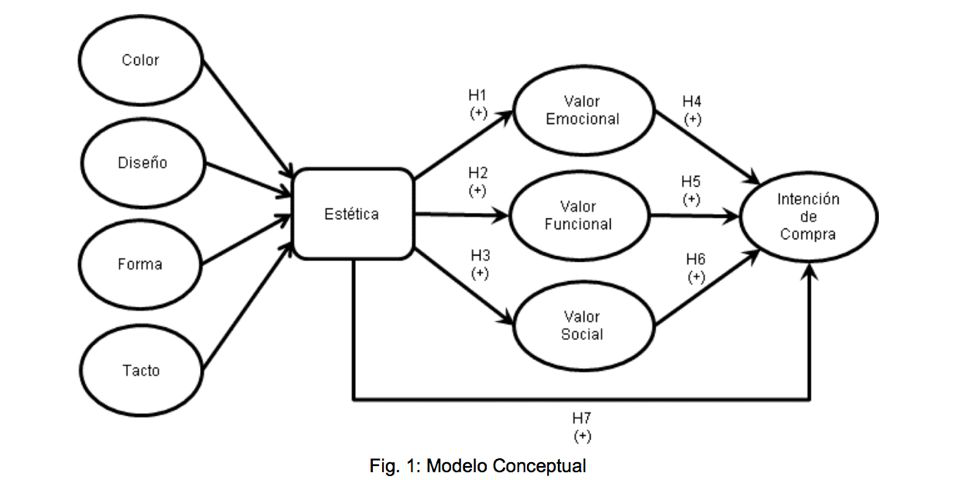 Color
Diseño
Forma
Tacto
Estética
H1
(+)
H2
(+)
H3
(+)
Valor
Emocional
Valor
Funcional
Valor
Social
H4
(+)
H5
(+)
H6
(+)
Intención
de
Compra
H7
(+)
Fig. 1: Modelo Conceptual